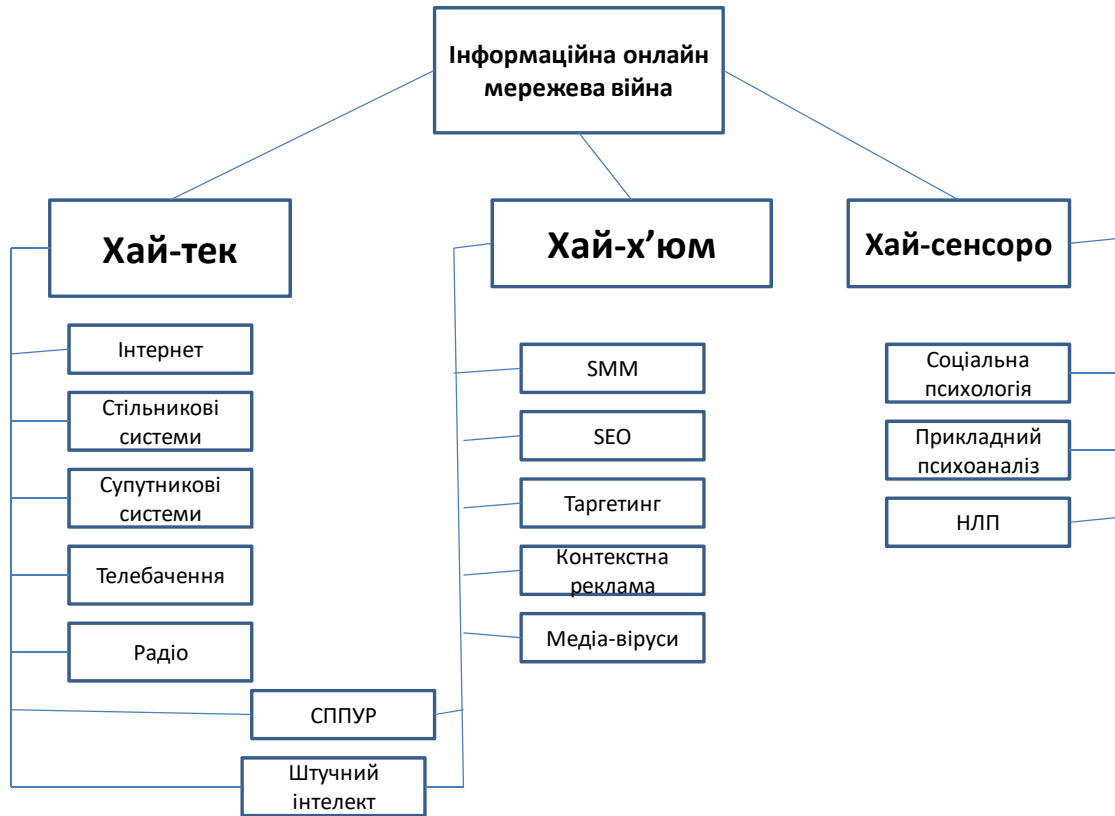 Інформаційна онлайн
мережева війна
Хай-тек
Хай-х’юм
Хай-сенсоро
Інтернет
Стільникові
системи
Супутникові
системи
Телебачення
Радіо
SMM
SEO
Таргетинг
Контекстна
реклама
Медіа-віруси
Соціальна
психологія
Прикладний
психоаналіз
НЛП
СППУР
Штучний
інтелект